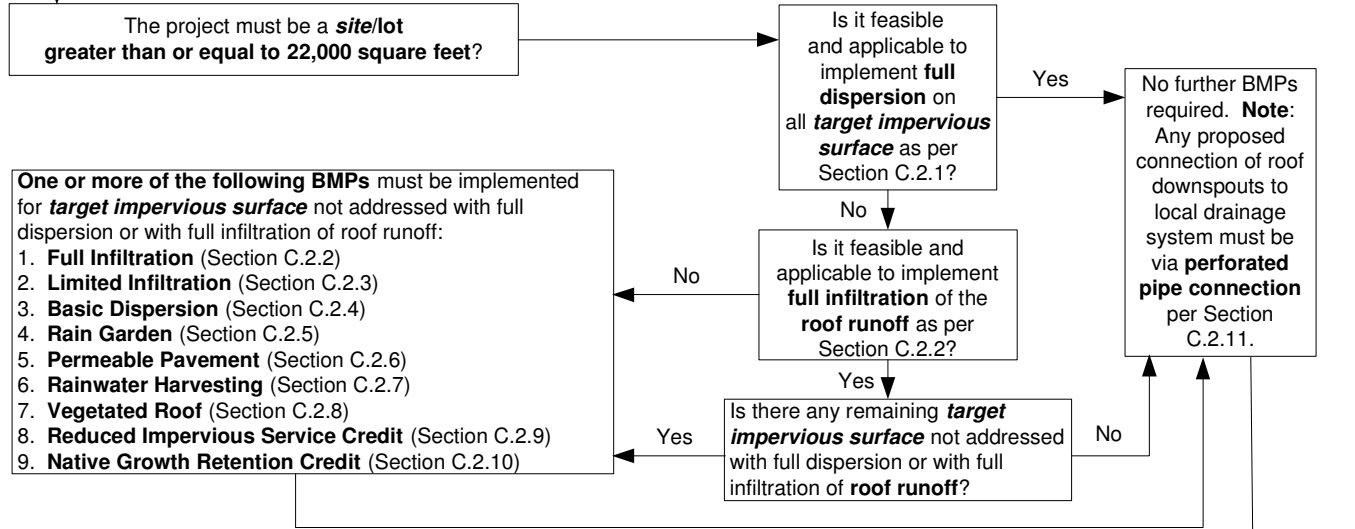 The project must be a site/lot
greater than or equal to 22,000 square feet?
Is it feasible
and applicable to
implement full
dispersion on
all target impervious
surface as per
Section C.2.1?
Yes
No further BMPs
required. Note:
Any proposed
connection of roof
downspouts to
local drainage
system must be
via perforated
pipe connection
per Section
C.2.11.
No
One or more of the following BMPs must be implemented
for target impervious surface not addressed with full
dispersion or with full infiltration of roof runoff:
1. Full Infiltration (Section C.2.2)
2. Limited Infiltration (Section C.2.3)
3. Basic Dispersion (Section C.2.4)
4. Rain Garden (Section C.2.5)
5. Permeable Pavement (Section C.2.6)
6. Rainwater Harvesting (Section C.2.7)
7. Vegetated Roof (Section C.2.8)
8. Reduced Impervious Service Credit (Section C.2.9)
9. Native Growth Retention Credit (Section C.2.10)
No
Is it feasible and
applicable to implement
full infiltration of the
roof runoff as per
Section C.2.2?
Yes
Is there any remaining target
impervious surface not addressed
with full dispersion or with full
infiltration of roof runoff?
Yes
No